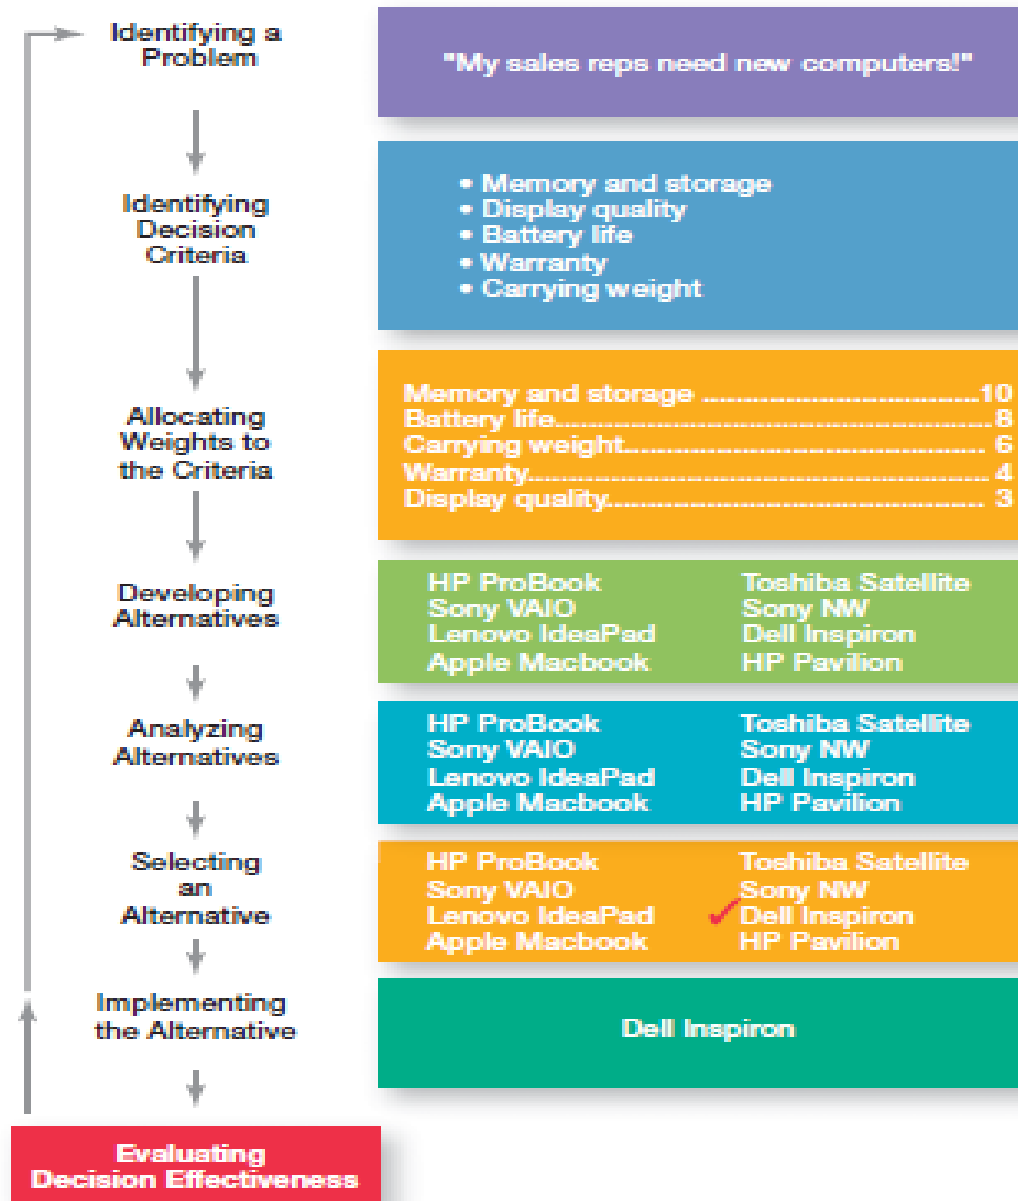 Identifying a
Problem
"My sales reps need new computers!"
Identifying
Decision
Criteria
• Memory and storage
• Display quality
• Battery life
• Warranty
• Carrying weight
Allocating
Weights to
the Criteria
Memory and storage ....................................10
Battery life..........................................................8
Carrying weight................................................ 6
Warranty............................................................. 4
Display quality.................................................. 3
Developing
Alternatives
HP ProBook Toshiba Satellite
Sony VAIO Sony NW
Lenovo IdeaPad Dell Inspiron
Apple Macbook HP Pavilion
Analyzing
Alternatives
HP ProBook Toshiba Satellite
Sony VAIO Sony NW
Lenovo IdeaPad Dell Inspiron
Apple Macbook HP Pavilion
Selecting
an
Alternative
HP ProBook Toshiba Satellite
Sony VAIO Sony NW
Lenovo IdeaPad ✓ Dell Inspiron
Apple Macbook HP Pavilion
Implementing
the Alternative
Dell Inspiron
Evaluating
Decision Effectiveness